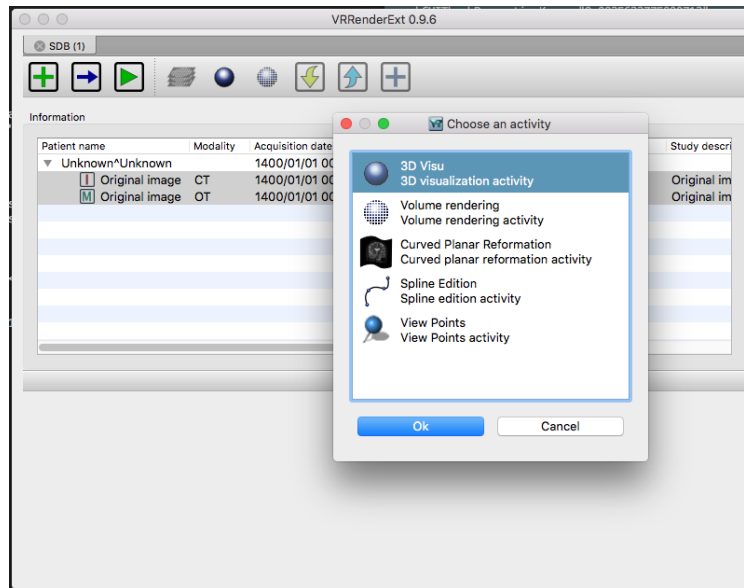 VRRenderExt 0.9.6
SDB (1)
Information
Patient name Modality Acquisition date Study descri
Unknown^Unknown 1400/01/01 00
I Original image CT 1400/01/01 00 Original im
M Original image OT 1400/01/01 00 Original im
Choose an activity
3D Visu
3D visualization activity
Volume rendering
Volume rendering activity
Curved Planar Reformation
Curved planar reformation activity
Spline Edition
Spline edition activity
View Points
View Points activity
Ok Cancel